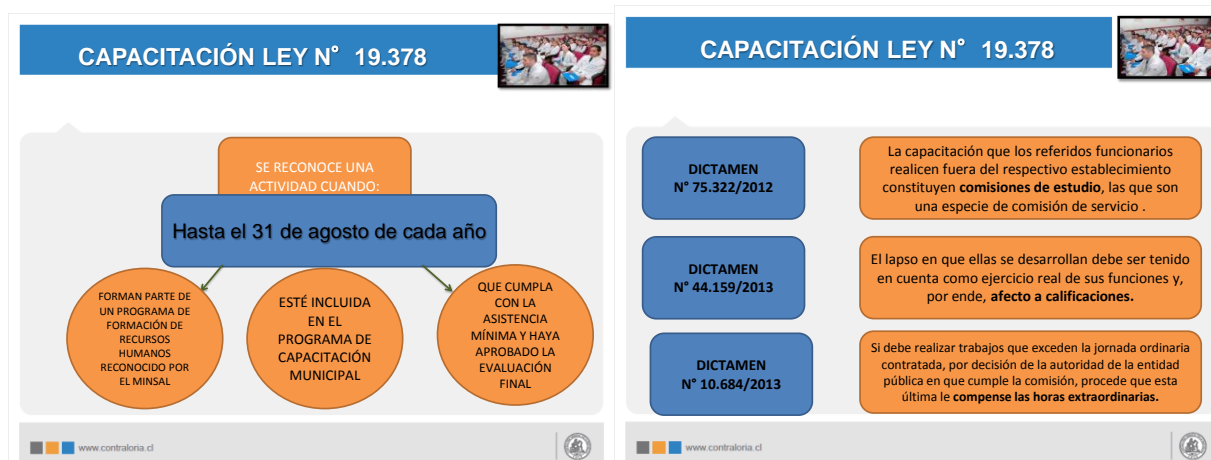 CAPACITACIÓN LEY N° 19.378
SE RECONOCE UNA
ACTIVIDAD CUANDO:
Hasta el 31 de agosto de cada año
FORMAN PARTE DE
UN PROGRAMA DE
FORMACIÓN DE
RECURSOS
HUMANOS
RECONOCIDO POR
EL MINSAL
ESTÉ INCLUIDA
EN EL
PROGRAMA DE
CAPACITACIÓN
MUNICIPAL
QUE CUMPLA
CON LA
ASISTENCIA
MÍNIMA Y HAYA
APROBADO LA
EVALUACIÓN
FINAL
www.contraloria.cl
CAPACITACIÓN LEY N° 19.378
DICTAMEN
N° 75.322/2012
La capacitación que los referidos funcionarios
realicen fuera del respectivo establecimiento
constituyen comisiones de estudio, las que son
una especie de comisión de servicio .
DICTAMEN
N° 44.159/2013
El lapso en que ellas se desarrollan debe ser tenido
en cuenta como ejercicio real de sus funciones y,
por ende, afecto a calificaciones.
DICTAMEN
N° 10.684/2013
Si debe realizar trabajos que exceden la jornada ordinaria
contratada, por decisión de la autoridad de la entidad
pública en que cumple la comisión, procede que esta
última le compense las horas extraordinarias.
www.contraloria.cl